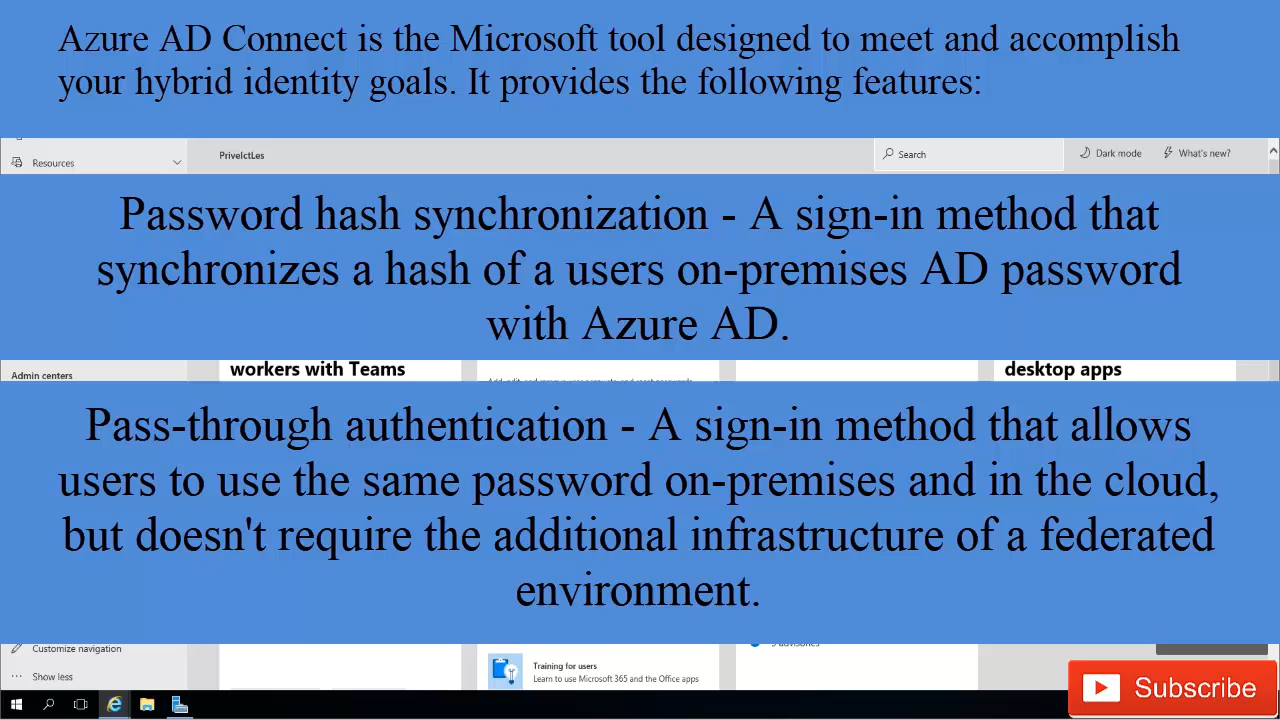 Azure AD Connect is the Microsoft tool designed to meet and accomplish
your hybrid identity goals. It provides the following features:
Resources
PriveIctLes
Search
Dark mode
What's new?
Password hash synchronization - A sign-in method that
synchronizes a hash of a users on-premises AD password
with Azure AD.
Admin centers
workers with Teams
desktop apps
Pass-through authentication - A sign-in method that allows
users to use the same password on-premises and in the cloud,
but doesn't require the additional infrastructure of a federated
environment.
Customize navigation
Show less
Training for users
Learn to use Microsoft 365 and the Office apps
Subscribe